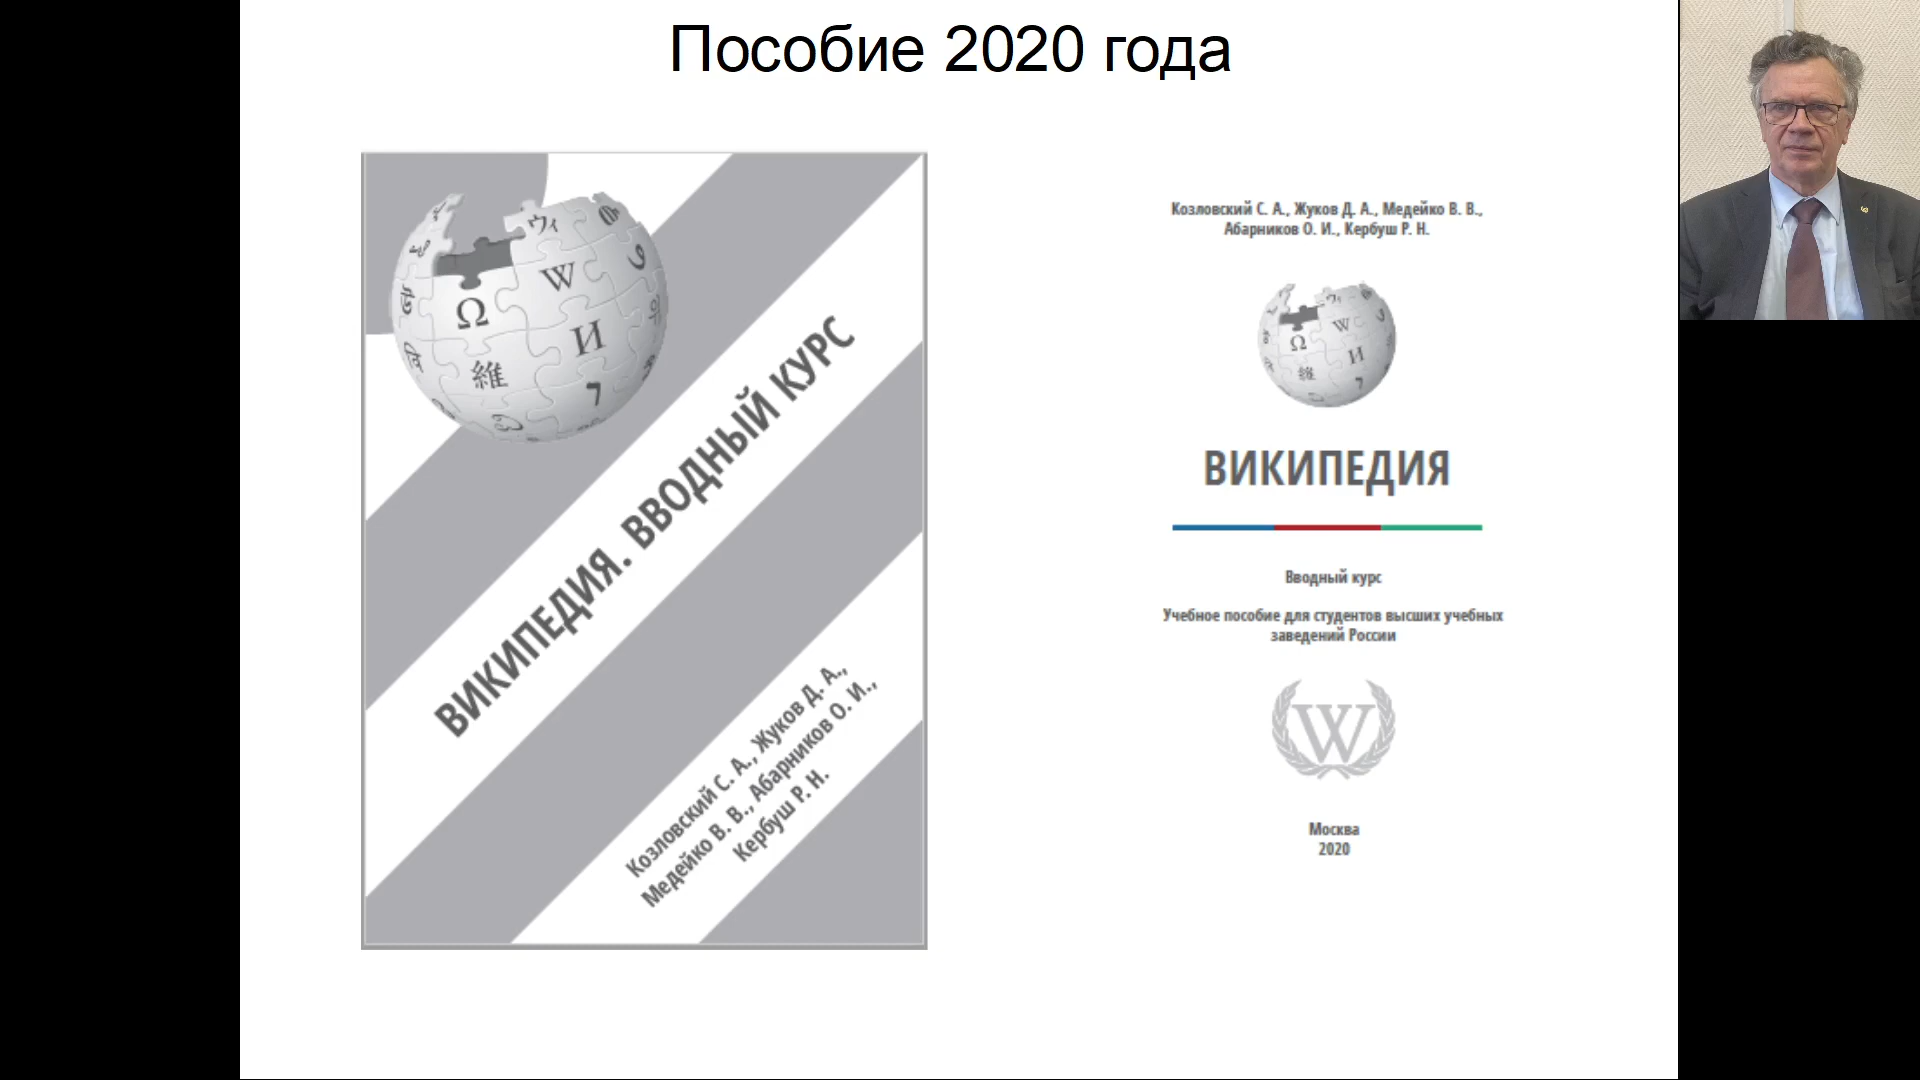 Пособие 2020 года
ВИКИПЕДИЯ. ВВОДНЫЙ КУРС
Козловский С. А., Жуков Д. А.,
Медейко В. В., Абарников О. И.,
Кербуш Р. Н.
Козловский С. А., Жуков Д. А., Медейко В. В.,
Абарников О. И., Кербуш Р. Н.
ВИКИПЕДИЯ
Вводный курс
Учебное пособие для студентов высших учебных
заведений России
W
Москва
2020